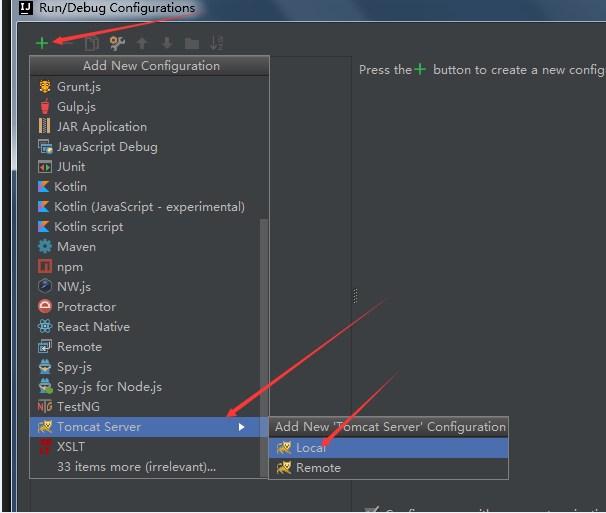 Run/Debug Configurations
Add New Configuration
Press the + button to create a new config
Grunt.js
Gulp.js
JAR Application
JavaScript Debug
JUnit
Kotlin
Kotlin (JavaScript - experimental)
Kotlin script
Maven
npm
NW.js
Protractor
React Native
Remote
Spy-js
Spy-js for Node.js
TestNG
Tomcat Server
Add New 'Tomcat Server' Configuration
XSLT
Local
33 items more (irrelevant)...
Remote